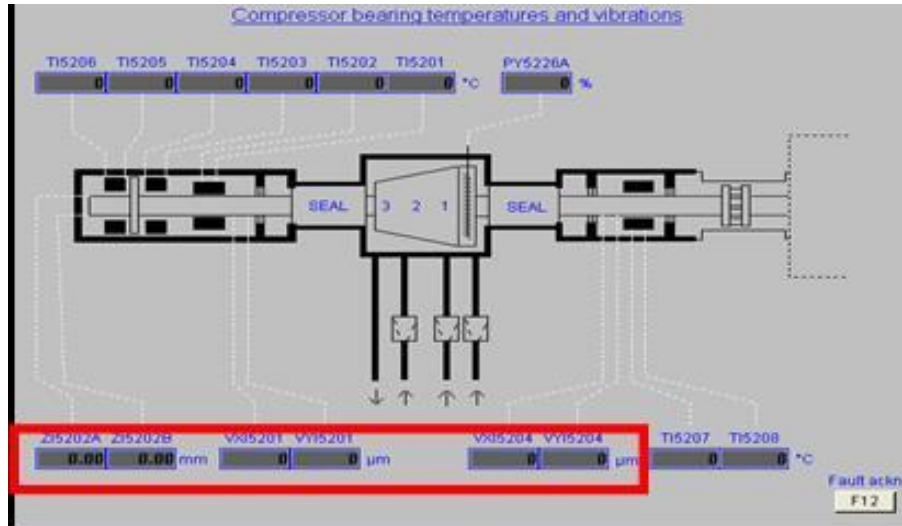 Compressor bearing temperatures and vibrations
TI5206 TI5205 TI5204 TI5203 TI5202 TI5201 PY5226A
0 0 0 0 0 0 °C 0 %
SEAL 3 2 1 SEAL
ZI5202A ZI5202B VXI5201 VYI5201 VXI5204 VYI5204 TI5207 TI5208
0.00 0.00 mm 0 0 µm 0 0 µm 0 0 °C
Fault ackn
F12